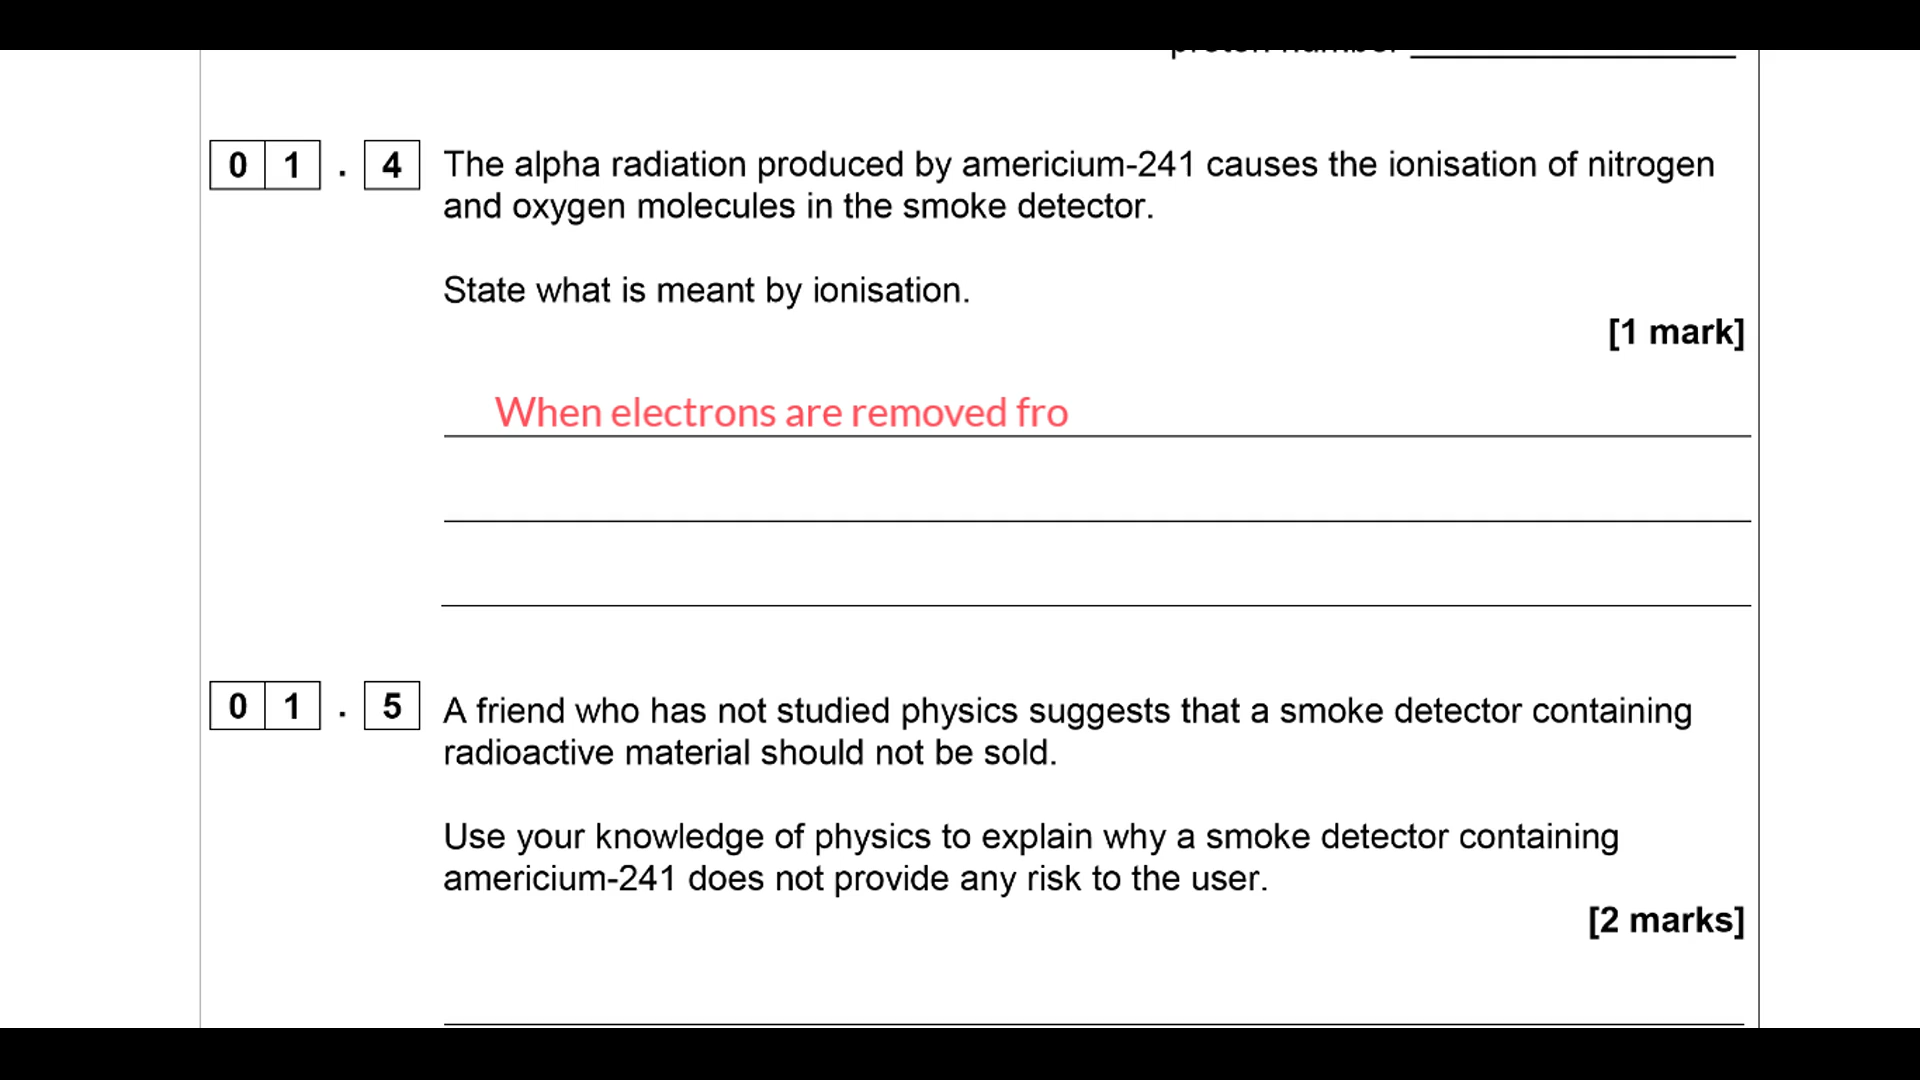 proton number
0 1 . 4 The alpha radiation produced by americium-241 causes the ionisation of nitrogen
and oxygen molecules in the smoke detector.
State what is meant by ionisation.
[1 mark]
When electrons are removed fro
0 1 . 5 A friend who has not studied physics suggests that a smoke detector containing
radioactive material should not be sold.
Use your knowledge of physics to explain why a smoke detector containing
americium-241 does not provide any risk to the user.
[2 marks]